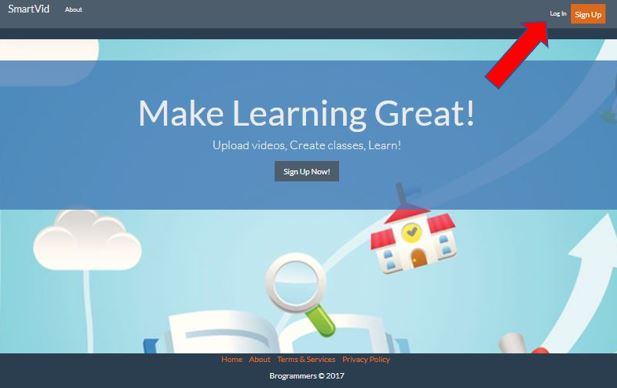 SmartVid About Log In Sign Up
Make Learning Great!
Upload videos, Create classes, Learn!
Sign Up Now!
Home About Terms & Services Privacy Policy
Brogrammers © 2017